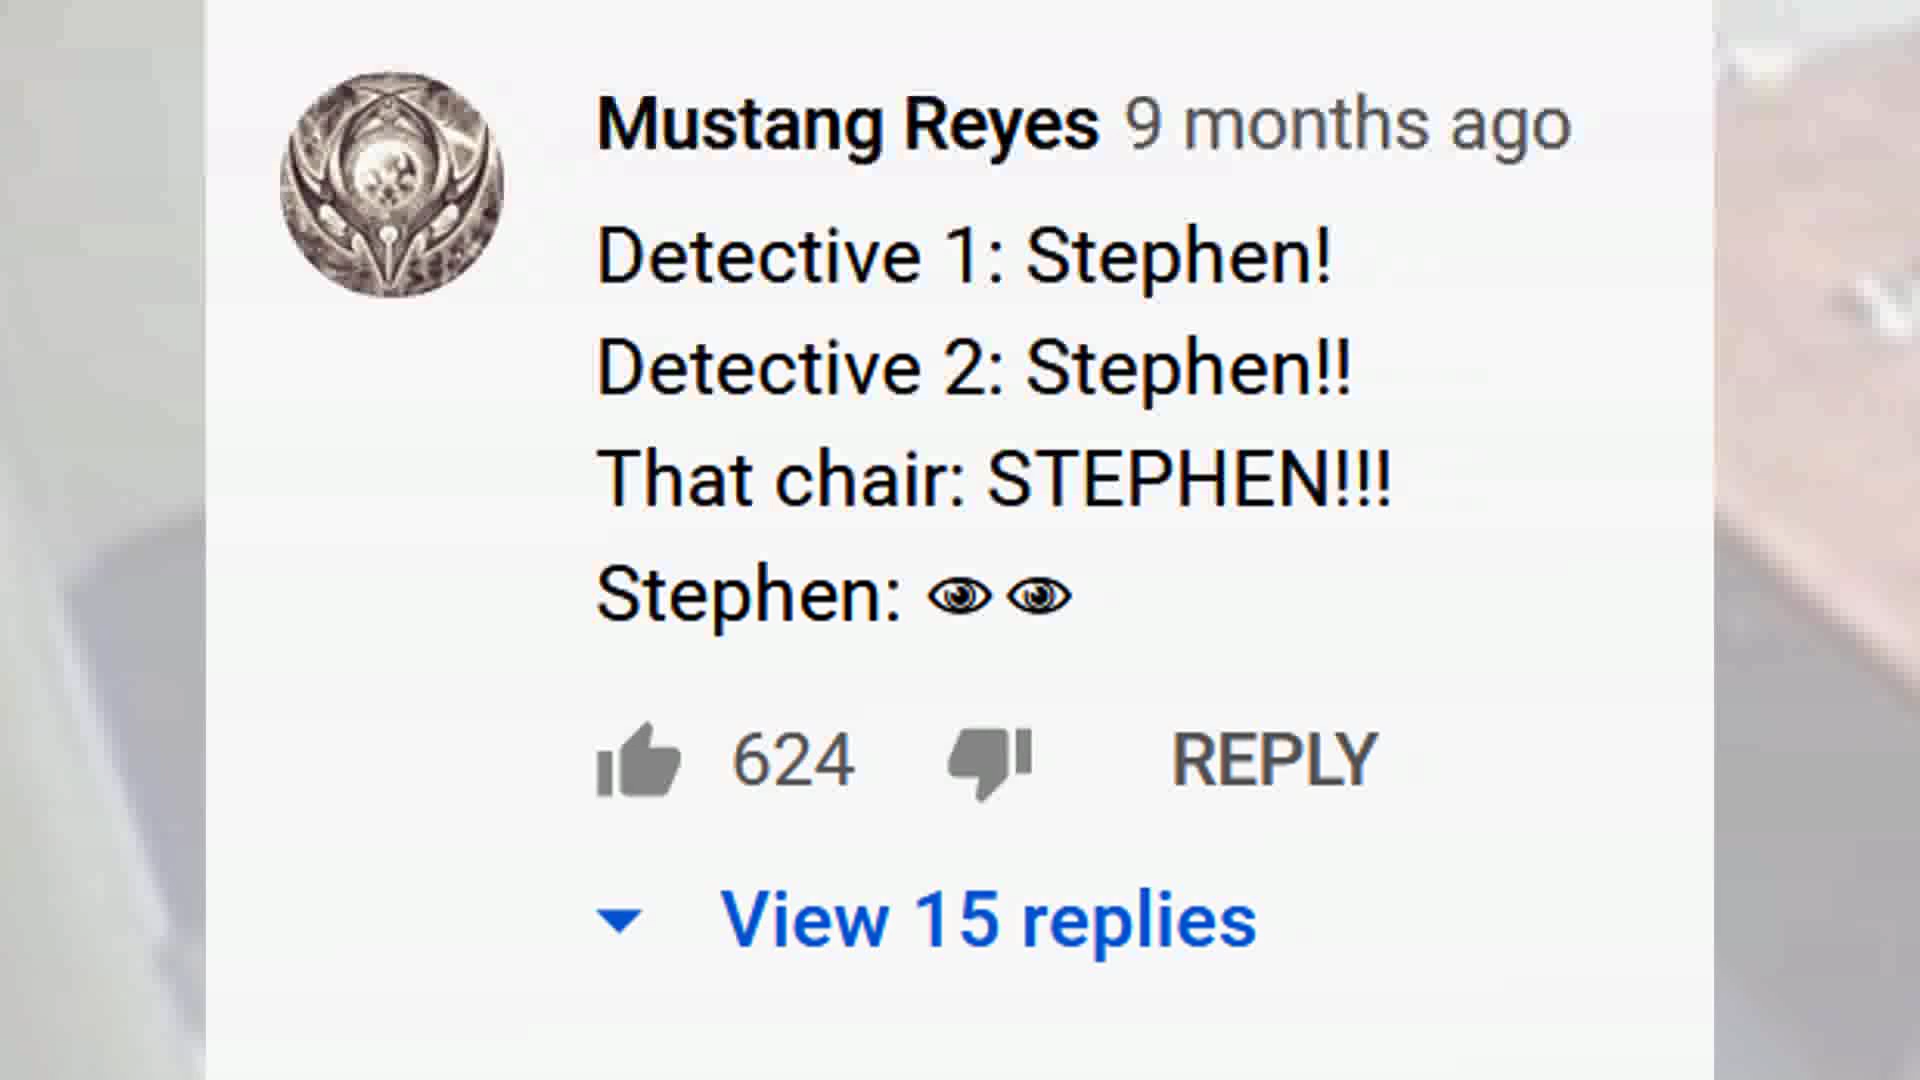 Mustang Reyes 9 months ago
Detective 1: Stephen!
Detective 2: Stephen!!
That chair: STEPHEN!!!
Stephen: 👁👁
624 REPLY
View 15 replies